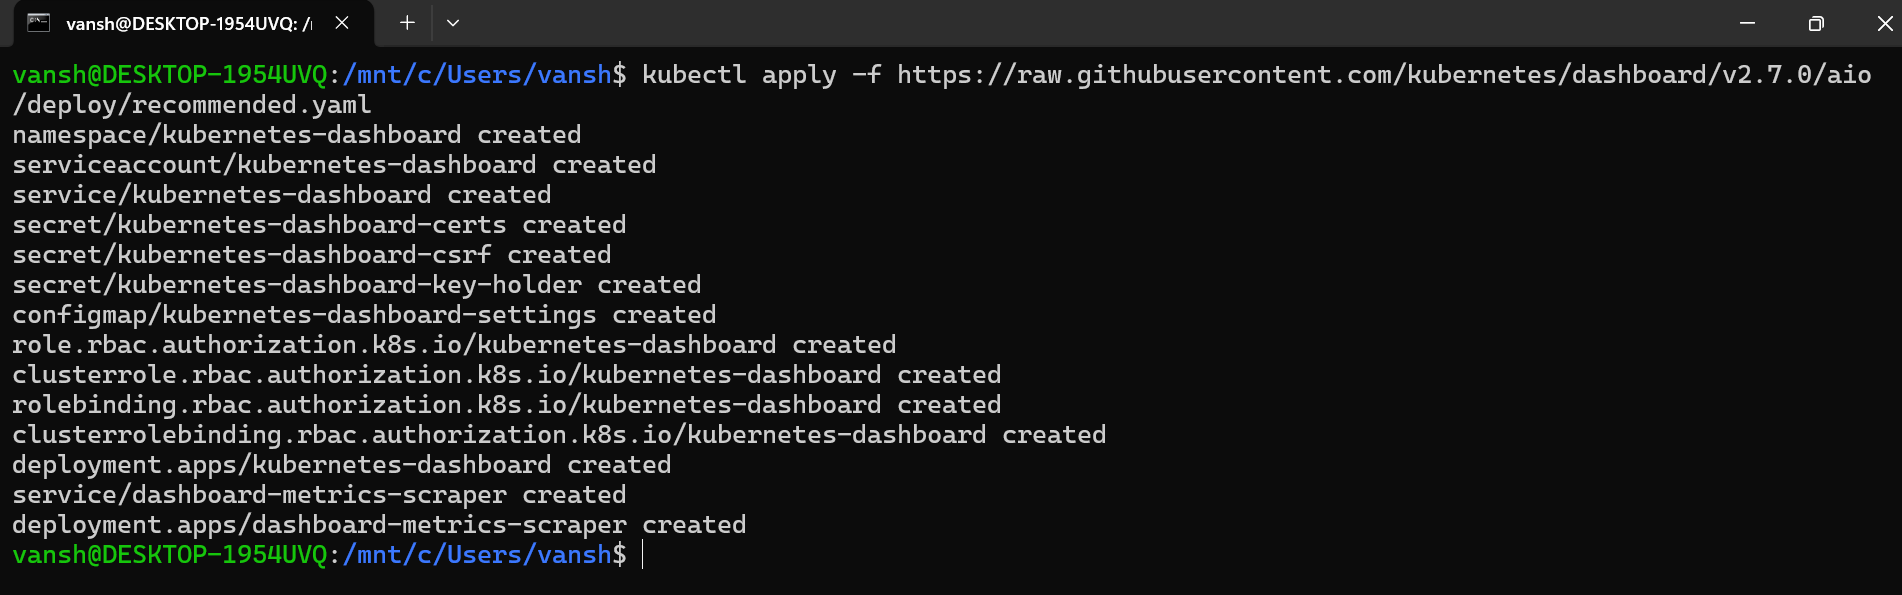 vansh@DESKTOP-1954UVQ: /
vansh@DESKTOP-1954UVQ:/mnt/c/Users/vansh$ kubectl apply -f https://raw.githubusercontent.com/kubernetes/dashboard/v2.7.0/aio
/deploy/recommended.yaml
namespace/kubernetes-dashboard created
serviceaccount/kubernetes-dashboard created
service/kubernetes-dashboard created
secret/kubernetes-dashboard-certs created
secret/kubernetes-dashboard-csrf created
secret/kubernetes-dashboard-key-holder created
configmap/kubernetes-dashboard-settings created
role.rbac.authorization.k8s.io/kubernetes-dashboard created
clusterrole.rbac.authorization.k8s.io/kubernetes-dashboard created
rolebinding.rbac.authorization.k8s.io/kubernetes-dashboard created
clusterrolebinding.rbac.authorization.k8s.io/kubernetes-dashboard created
deployment.apps/kubernetes-dashboard created
service/dashboard-metrics-scraper created
deployment.apps/dashboard-metrics-scraper created
vansh@DESKTOP-1954UVQ:/mnt/c/Users/vansh$